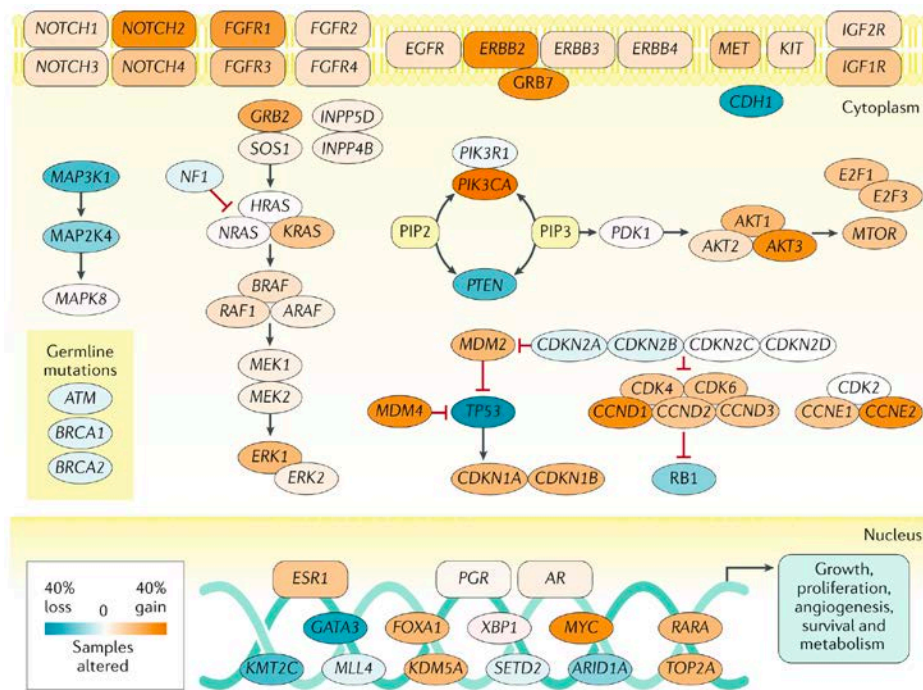 NOTCH1 NOTCH2 FGFR1 FGFR2
NOTCH3 NOTCH4 FGFR3 FGFR4
EGFR ERBB2 ERBB3 ERBB4
GRB7
MET KIT
IGF2R
IGF1R
CDH1
Cytoplasm
GRB2 INPP5D
SOS1 INPP4B
MAP3K1
MAP2K4
MAPK8
NF1
HRAS
NRAS KRAS
BRAF
RAF1 ARAF
MEK1
MEK2
ERK1
ERK2
PIK3R1
PIK3CA
PIP2 PIP3
PTEN
PDK1
AKT1
AKT2 AKT3
E2F1
E2F3
MTOR
Germline
mutations
ATM
BRCA1
BRCA2
MDM2 CDKN2A CDKN2B CDKN2C CDKN2D
MDM4 TP53
CDKN1A CDKN1B
CDK4 CDK6
CCND1 CCND2 CCND3
RB1
CDK2
CCNE1 CCNE2
Nucleus
40%
loss
0
40%
gain
Samples
altered
ESR1 PGR AR
GATA3 FOXA1 XBP1 MYC RARA
KMT2C MLL4 KDM5A SETD2 ARID1A TOP2A
Growth,
proliferation,
angiogenesis,
survival and
metabolism